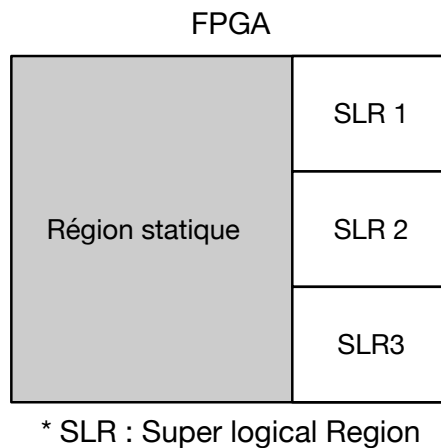 FPGA
SLR 1
Région statique
SLR 2
SLR3
* SLR : Super logical Region